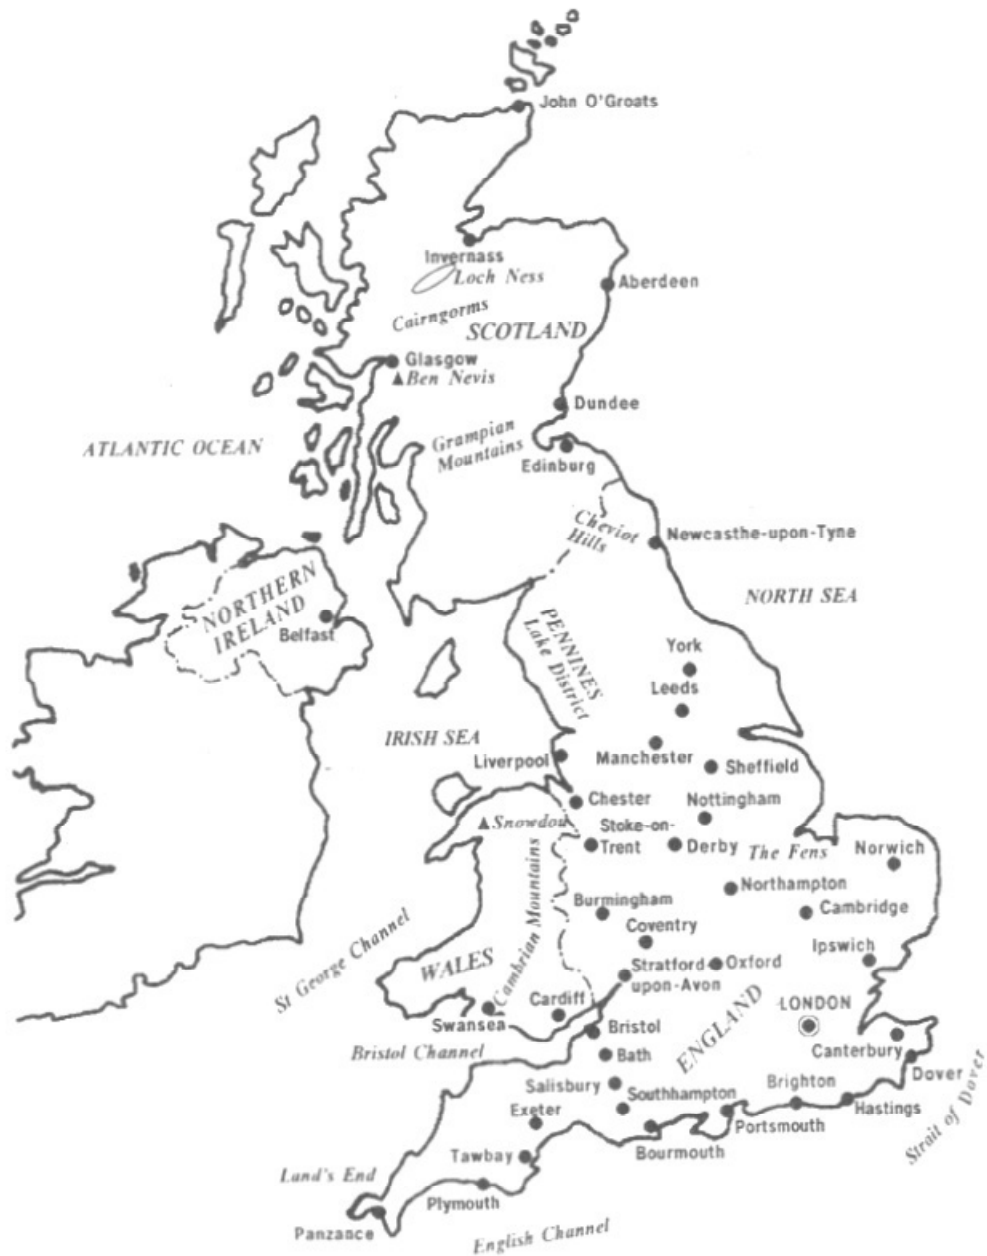 John O'Groats
Invernass
Loch Ness
Aberdeen
Cairngorms
SCOTLAND
Glasgow
Ben Nevis
Dundee
ATLANTIC OCEAN
Grampian
Mountains
Edinburg
Cheviot
Hills
Newcasthe-upon-Tyne
NORTHERN
IRELAND
Belfast
NORTH SEA
PENNINES
Lake District
York
Leeds
IRISH SEA
Liverpool
Manchester
Sheffield
Chester
Nottingham
Snowdou
Stoke-on-
Trent
Derby
The Fens
Norwich
Northampton
Cambrian Mountains
Burmingham
Cambridge
Coventry
Ipswich
St George Channel
WALES
Stratford
upon-Avon
Oxford
ENGLAND
LONDON
Cardiff
Swansea
Bristol
Canterbury
Bristol Channel
Bath
Dover
Salisbury
Southhampton
Brighton
Hastings
Strait of Dover
Exeter
Portsmouth
Bourmouth
Tawbay
Land's End
Plymouth
Panzance
English Channel